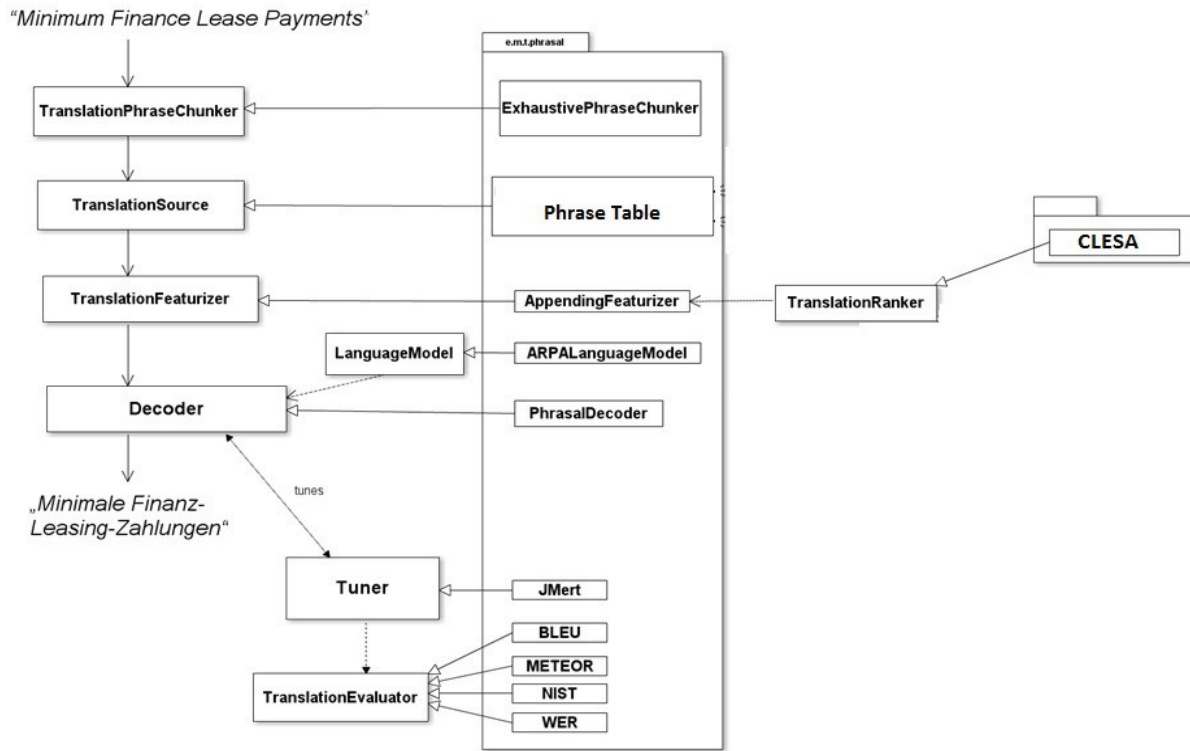 “Minimum Finance Lease Payments’
e.m.t.phrasal
TranslationPhraseChunker
ExhaustivePhraseChunker
TranslationSource
Phrase Table
CLESA
TranslationFeaturizer
AppendingFeaturizer
TranslationRanker
LanguageModel
ARPALanguageModel
Decoder
PhrasalDecoder
tunes
„Minimale Finanz-
Leasing-Zahlungen“
Tuner
JMert
BLEU
METEOR
TranslationEvaluator
NIST
WER